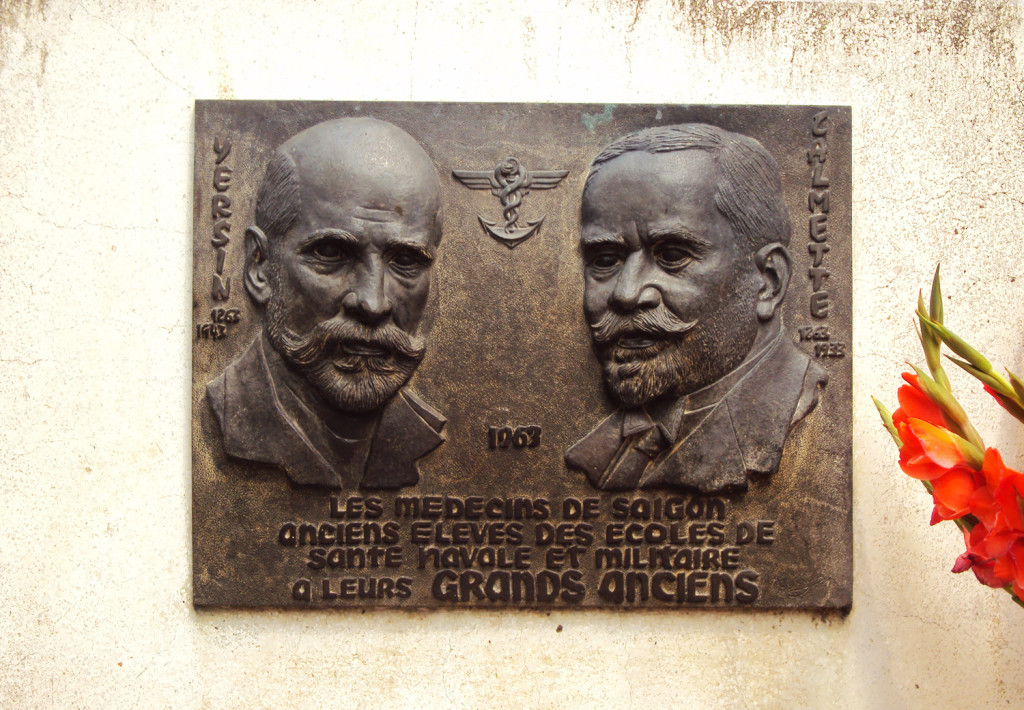 YERSIN
1863
1943
CALMETTE
1863
1933
1963
LES MEDECINS DE SAIGON
ANCIENS ELEVES DES ECOLES DE
SANTE NAVALE ET MILITAIRE
A LEURS GRANDS ANCIENS